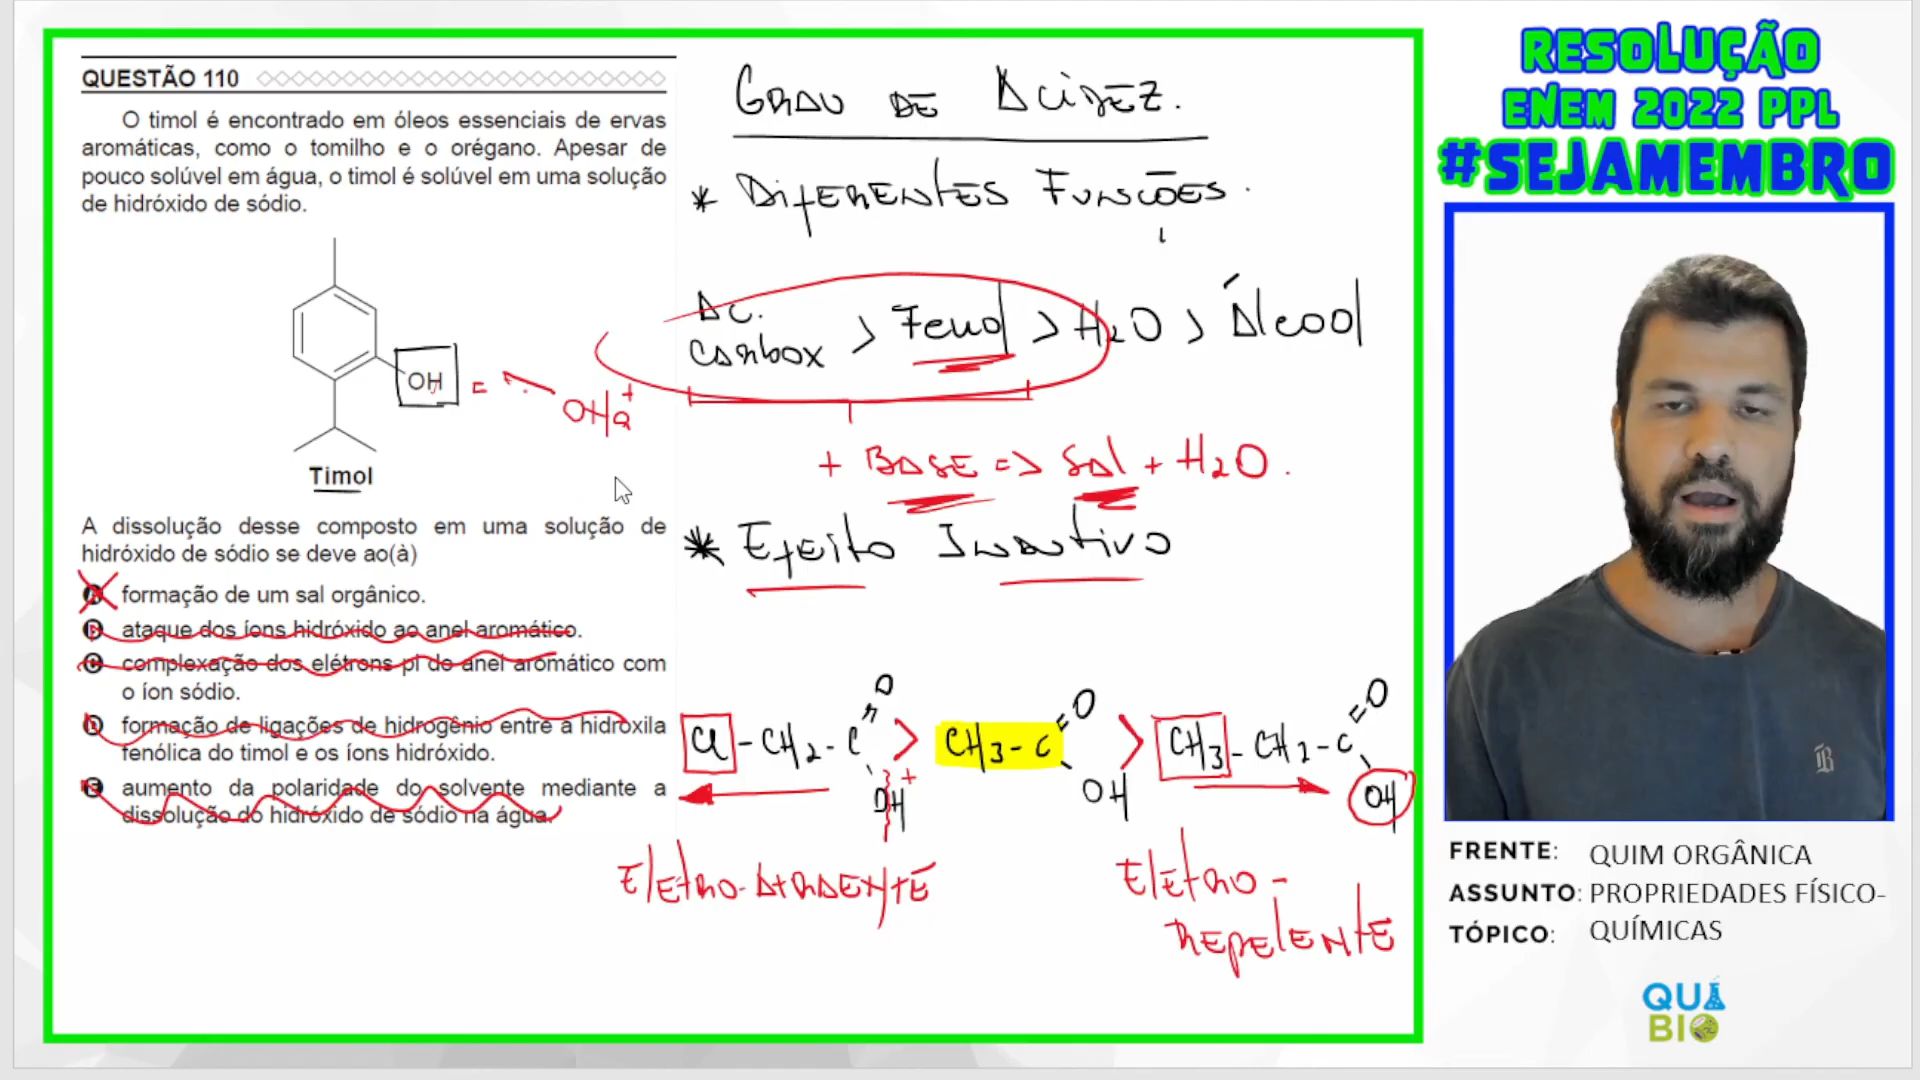 QUESTÃO 110
O timol é encontrado em óleos essenciais de ervas
aromáticas, como o tomilho e o orégano. Apesar de
pouco solúvel em água, o timol é solúvel em uma solução
de hidróxido de sódio.
OH
Timol
A dissolução desse composto em uma solução de
hidróxido de sódio se deve ao(à)
formação de um sal orgânico.
ataque dos íons hidróxido ao anel aromático.
complexação dos elétrons pi do anel aromático com
o íon sódio.
formação de ligações de hidrogênio entre a hidroxila
fenólica do timol e os íons hidróxido.
aumento da polaridade do solvente mediante a
dissolução do hidróxido de sódio na água.
GRAU DE ACIDEZ.
* DIFERENTES FUNÇÕES.
Ac.
carbox > Fenol > H2O > Álcool
+ BASE => SAL + H2O.
* Efeito Indutivo
Cl - CH2 - C =O OH > CH3 - C =O OH > CH3 - CH2 - C =O OH
Eletro-Atraente
Eletro-
Repelente
RESOLUÇÃO
ENEM 2022 PPL
#SEJAMEMBRO
B
FRENTE: QUIM ORGÂNICA
ASSUNTO: PROPRIEDADES FÍSICO-
TÓPICO: QUÍMICAS
QUÍ
BIO